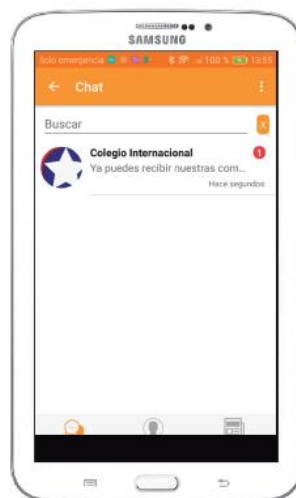 SAMSUNG
Solo emergencia 100 % 13:55
Chat
Buscar x
Colegio Internacional 1
Ya puedes recibir nuestras com...
Hace segundos